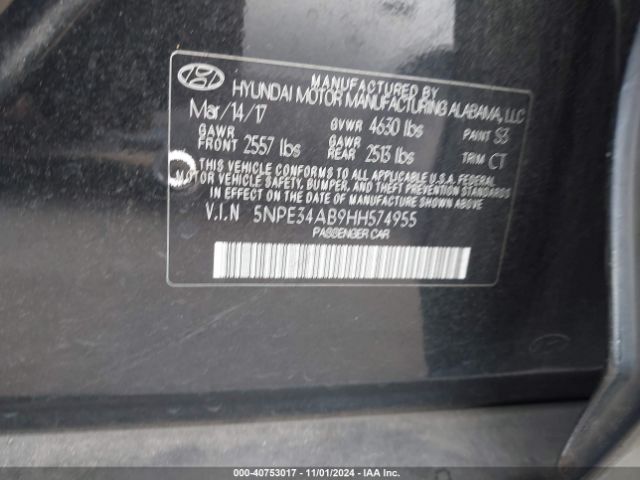 MANUFACTURED BY
HYUNDAI MOTOR MANUFACTURING ALABAMA, LLC
Mar/14/17 GVWR 4630 lbs PAINT S3
GAWR FRONT 2557 lbs GAWR REAR 2513 lbs TRIM CT
THIS VEHICLE CONFORMS TO ALL APPLICABLE U.S.A. FEDERAL
MOTOR VEHICLE SAFETY, BUMPER, AND THEFT PREVENTION STANDARDS
IN EFFECT ON THE DATE OF MANUFACTURE SHOWN ABOVE.
V.I.N 5NPE34AB9HH574955
PASSENGER CAR
000-40753017 - 11/01/2024 - IAA Inc.